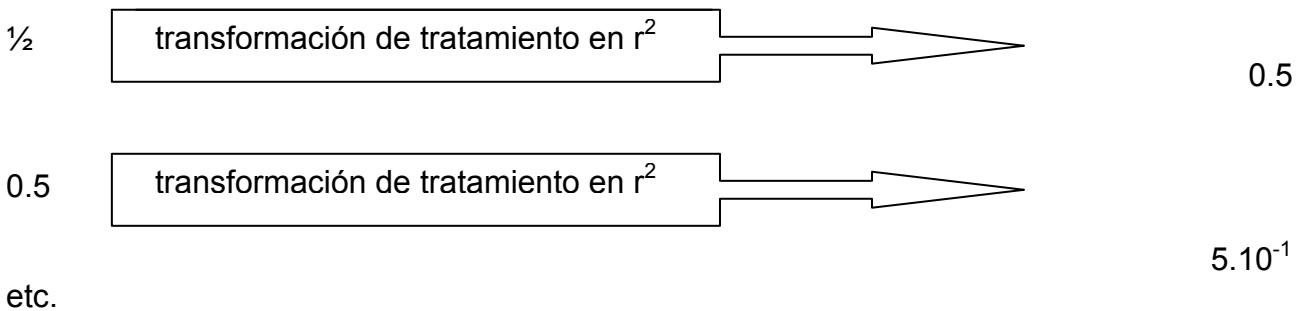 ½ transformación de tratamiento en r²
0.5
0.5 transformación de tratamiento en r²
5.10⁻¹
etc.